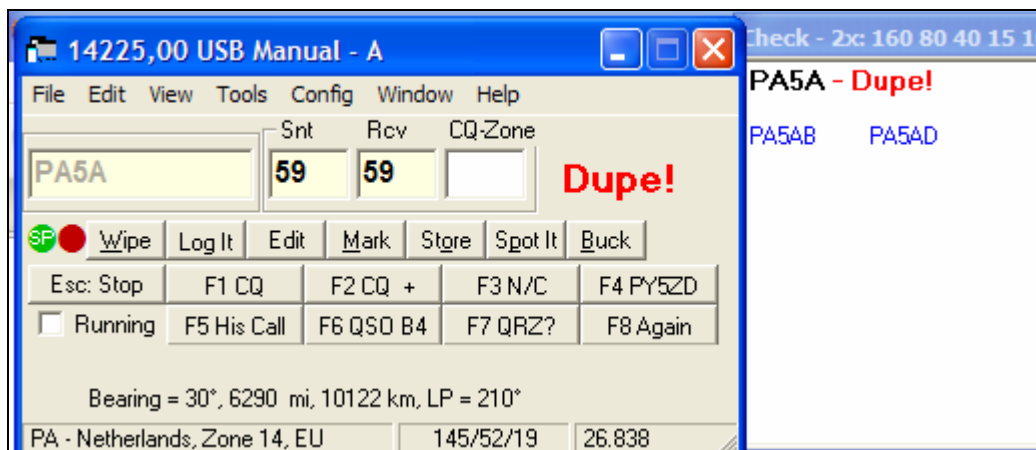 14225,00 USB Manual - A
File Edit View Tools Config Window Help
Snt Rcv CQ-Zone
PA5A 59 59 Dupe!
SP Wipe Log It Edit Mark Store Spot It Buck
Esc: Stop F1 CQ F2 CQ + F3 N/C F4 PY5ZD
Running F5 His Call F6 QSO B4 F7 QRZ? F8 Again
Bearing = 30°, 6290 mi, 10122 km, LP = 210°
PA - Netherlands, Zone 14, EU 145/52/19 26.838
Check - 2x: 160 80 40 15
PA5A - Dupe!
PA5AB PA5AD